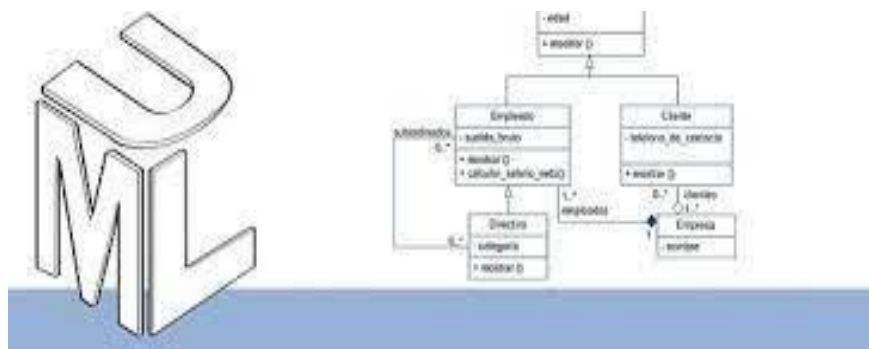 UML
- edad
+ mostrar ()
Empleado
- sueldo_bruto
+ mostrar ()
+ calcular_salario_neto()
Cliente
- telefono_de_contacto
+ mostrar ()
subordinados
0..*
0..*
Directivo
- categoria
+ mostrar ()
1..*
empleados
1
0..*
clientes
1..*
Empresa
- nombre